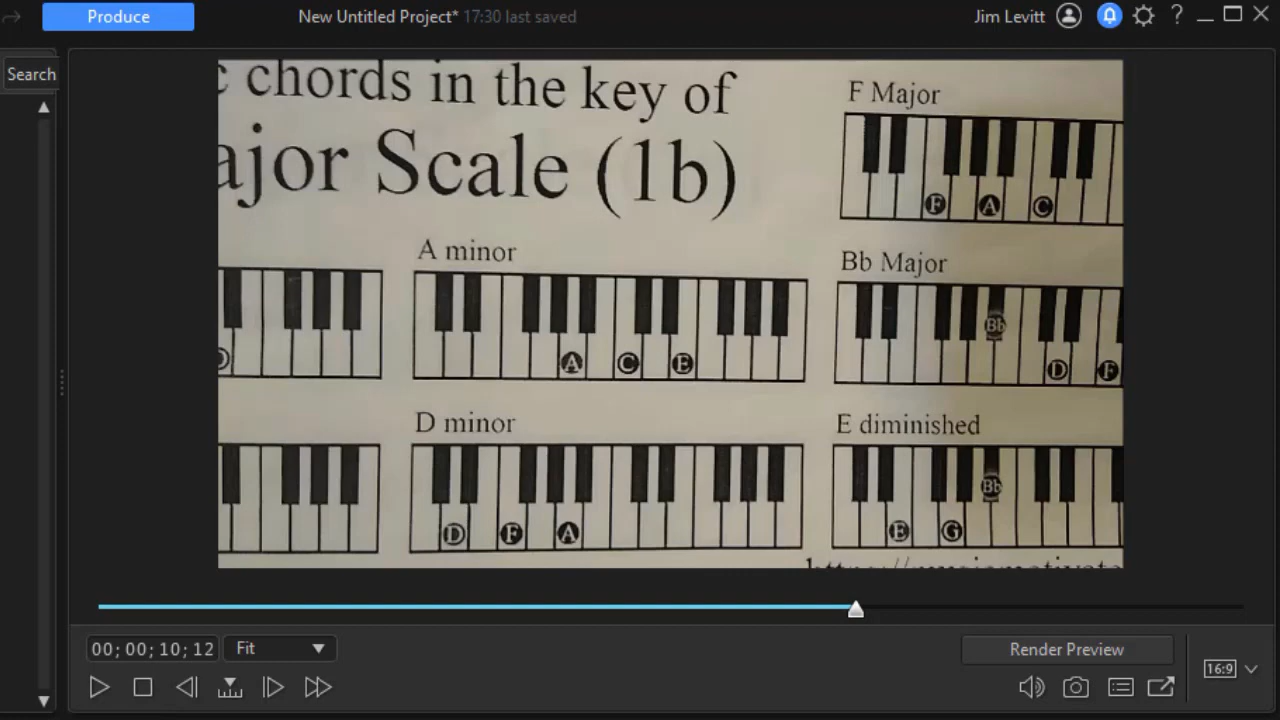 Produce
New Untitled Project* 17:30 last saved
Jim Levitt
?
Search
c chords in the key of
ajor Scale (1b)
F Major
F A C
A minor
A C E
Bb Major
Bb
D F
D minor
D F A
E diminished
Bb
E G
00; 00; 10; 12
Fit
Render Preview
16:9